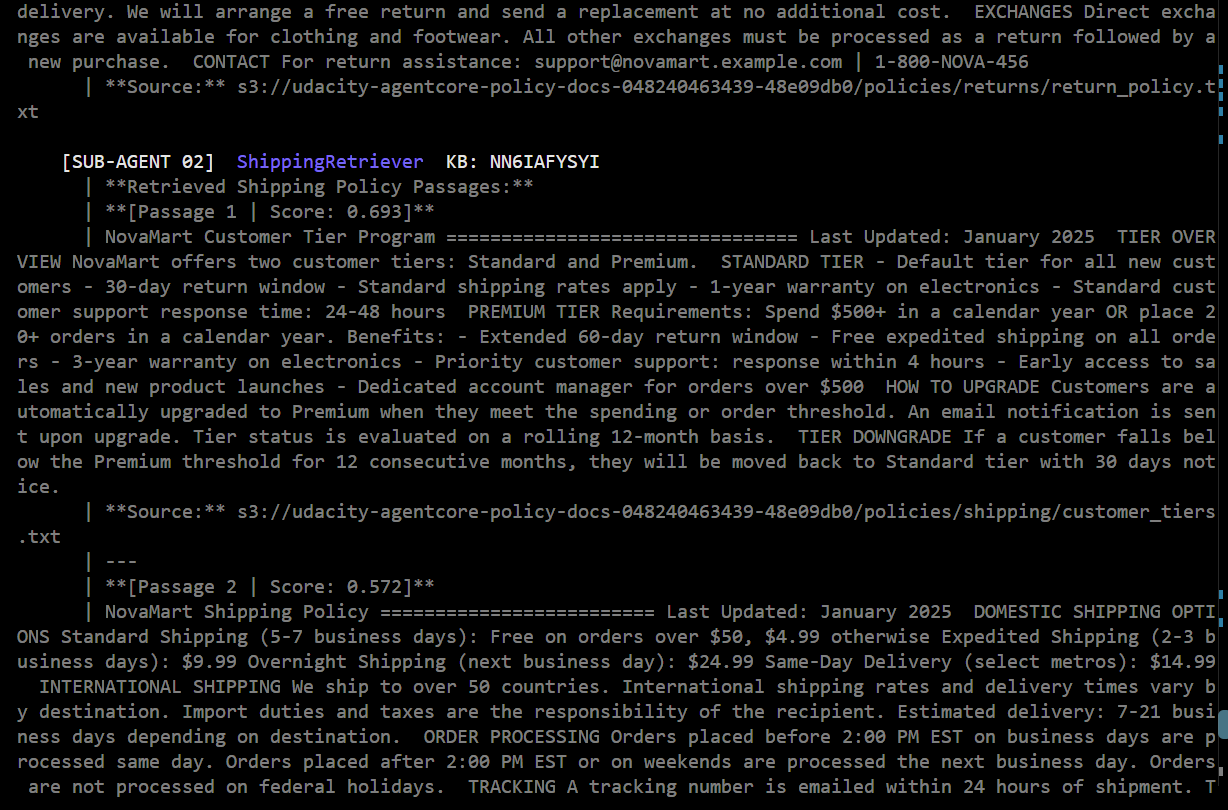 delivery. We will arrange a free return and send a replacement at no additional cost.  EXCHANGES Direct excha
nges are available for clothing and footwear. All other exchanges must be processed as a return followed by a
 new purchase.  CONTACT For return assistance: support@novamart.example.com | 1-800-NOVA-456
| **Source:** s3://udacity-agentcore-policy-docs-048240463439-48e09db0/policies/returns/return_policy.t
xt
[SUB-AGENT 02]  ShippingRetriever  KB: NN6IAFYSYI
| **Retrieved Shipping Policy Passages:**
| **[Passage 1 | Score: 0.693]**
| NovaMart Customer Tier Program ================================ Last Updated: January 2025  TIER OVER
VIEW NovaMart offers two customer tiers: Standard and Premium.  STANDARD TIER - Default tier for all new cust
omers - 30-day return window - Standard shipping rates apply - 1-year warranty on electronics - Standard cust
omer support response time: 24-48 hours  PREMIUM TIER Requirements: Spend $500+ in a calendar year OR place 2
0+ orders in a calendar year. Benefits: - Extended 60-day return window - Free expedited shipping on all orde
rs - 3-year warranty on electronics - Priority customer support: response within 4 hours - Early access to sa
les and new product launches - Dedicated account manager for orders over $500  HOW TO UPGRADE Customers are a
utomatically upgraded to Premium when they meet the spending or order threshold. An email notification is sen
t upon upgrade. Tier status is evaluated on a rolling 12-month basis.  TIER DOWNGRADE If a customer falls bel
ow the Premium threshold for 12 consecutive months, they will be moved back to Standard tier with 30 days not
ice.
| **Source:** s3://udacity-agentcore-policy-docs-048240463439-48e09db0/policies/shipping/customer_tiers
.txt
| ---
| **[Passage 2 | Score: 0.572]**
| NovaMart Shipping Policy ========================= Last Updated: January 2025  DOMESTIC SHIPPING OPTI
ONS Standard Shipping (5-7 business days): Free on orders over $50, $4.99 otherwise Expedited Shipping (2-3 b
usiness days): $9.99 Overnight Shipping (next business day): $24.99 Same-Day Delivery (select metros): $14.99
  INTERNATIONAL SHIPPING We ship to over 50 countries. International shipping rates and delivery times vary b
y destination. Import duties and taxes are the responsibility of the recipient. Estimated delivery: 7-21 busi
ness days depending on destination.  ORDER PROCESSING Orders placed before 2:00 PM EST on business days are p
rocessed same day. Orders placed after 2:00 PM EST or on weekends are processed the next business day. Orders
 are not processed on federal holidays.  TRACKING A tracking number is emailed within 24 hours of shipment. T